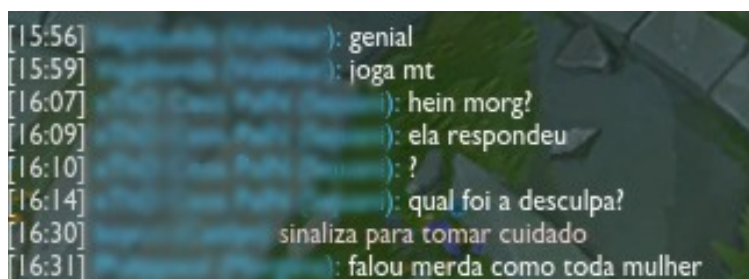 [15:56] ): genial
[15:59] ): joga mt
[16:07] ): hein morg?
[16:09] ): ela respondeu
[16:10] ): ?
[16:14] ): qual foi a desculpa?
[16:30] sinaliza para tomar cuidado
[16:31] ): falou merda como toda mulher